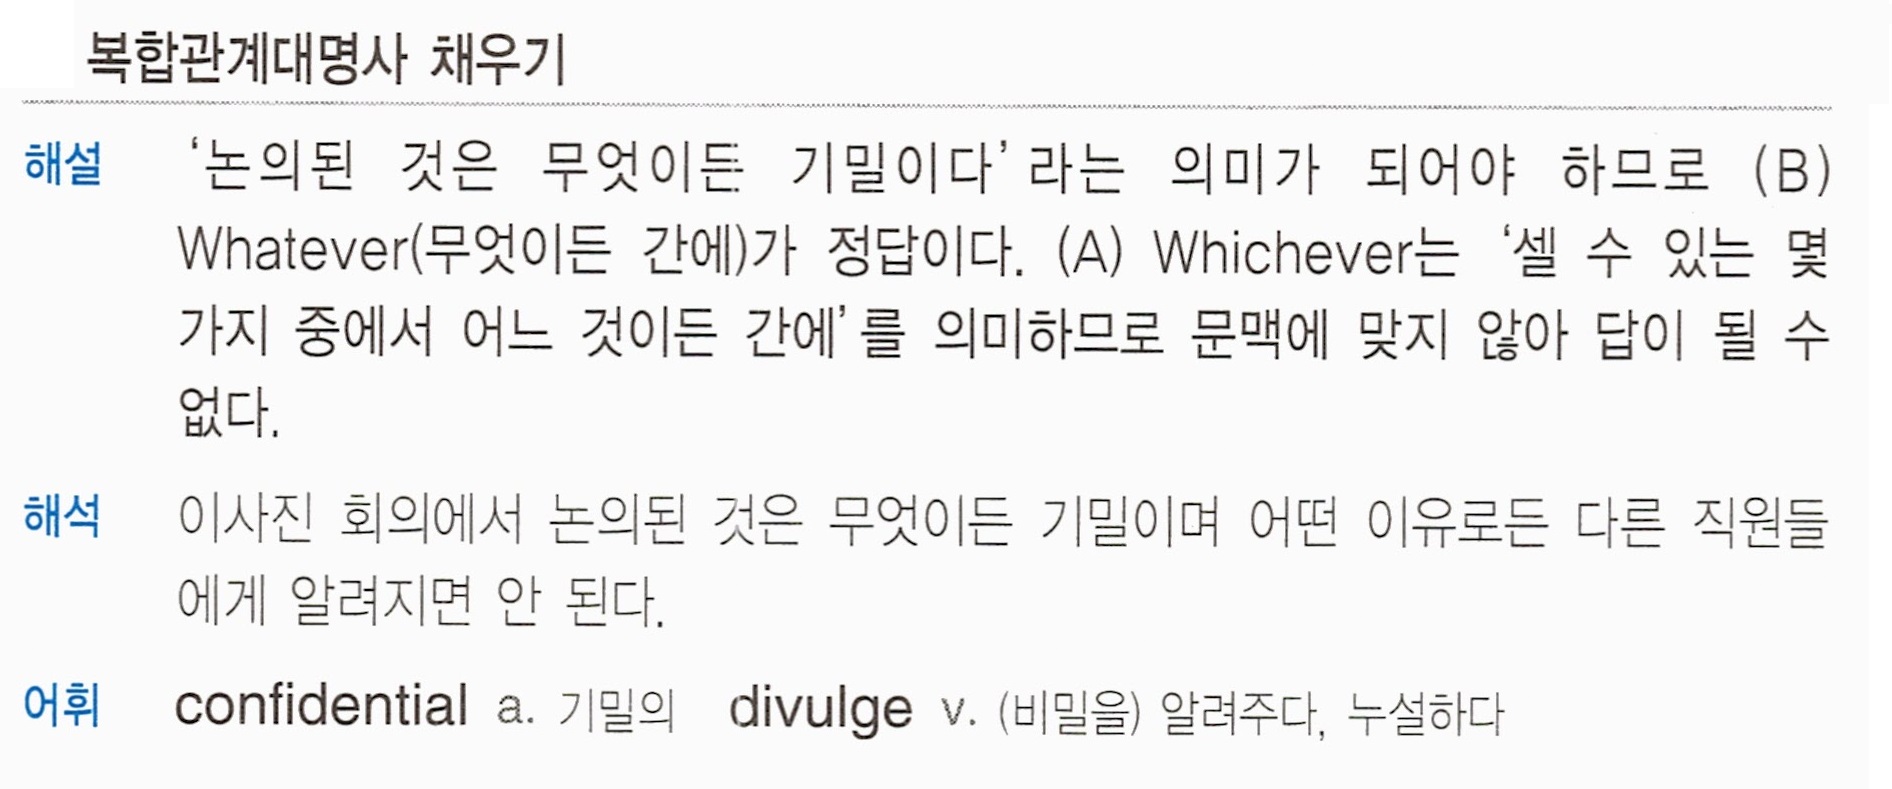 복합관계대명사 채우기
해설 ‘논의된 것은 무엇이든 기밀이다’라는 의미가 되어야 하므로 (B)
Whatever(무엇이든 간에)가 정답이다. (A) Whichever는 ‘셀 수 있는 몇
가지 중에서 어느 것이든 간에’를 의미하므로 문맥에 맞지 않아 답이 될 수
없다.
해석 이사진 회의에서 논의된 것은 무엇이든 기밀이며 어떤 이유로든 다른 직원들
에게 알려지면 안 된다.
어휘 confidential a. 기밀의 divulge v. (비밀을) 알려주다, 누설하다